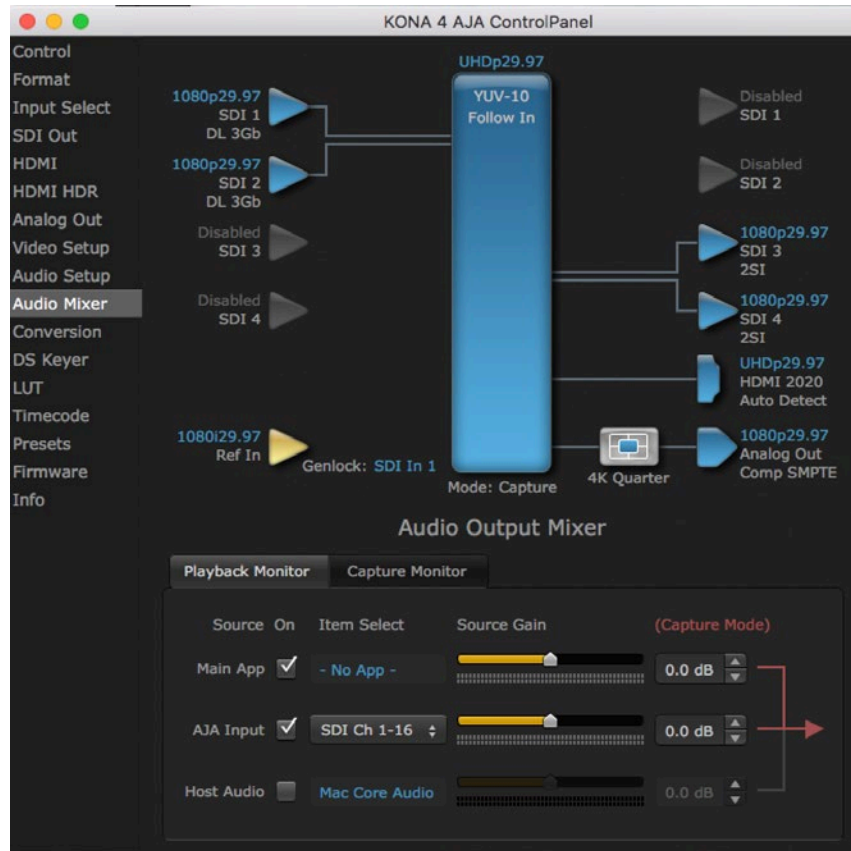 KONA 4 AJA ControlPanel
Control
Format
Input Select
SDI Out
HDMI
HDMI HDR
Analog Out
Video Setup
Audio Setup
Audio Mixer
Conversion
DS Keyer
LUT
Timecode
Presets
Firmware
Info
1080p29.97
SDI 1
DL 3Gb
1080p29.97
SDI 2
DL 3Gb
Disabled
SDI 3
Disabled
SDI 4
1080i29.97
Ref In
Genlock: SDI In 1
UHDp29.97
YUV-10
Follow In
Mode: Capture
Disabled
SDI 1
Disabled
SDI 2
1080p29.97
SDI 3
2SI
1080p29.97
SDI 4
2SI
UHDp29.97
HDMI 2020
Auto Detect
4K Quarter
1080p29.97
Analog Out
Comp SMPTE
Audio Output Mixer
Playback Monitor Capture Monitor
Source On Item Select Source Gain (Capture Mode)
Main App - No App - 0.0 dB
AJA Input SDI Ch 1-16 0.0 dB
Host Audio Mac Core Audio 0.0 dB